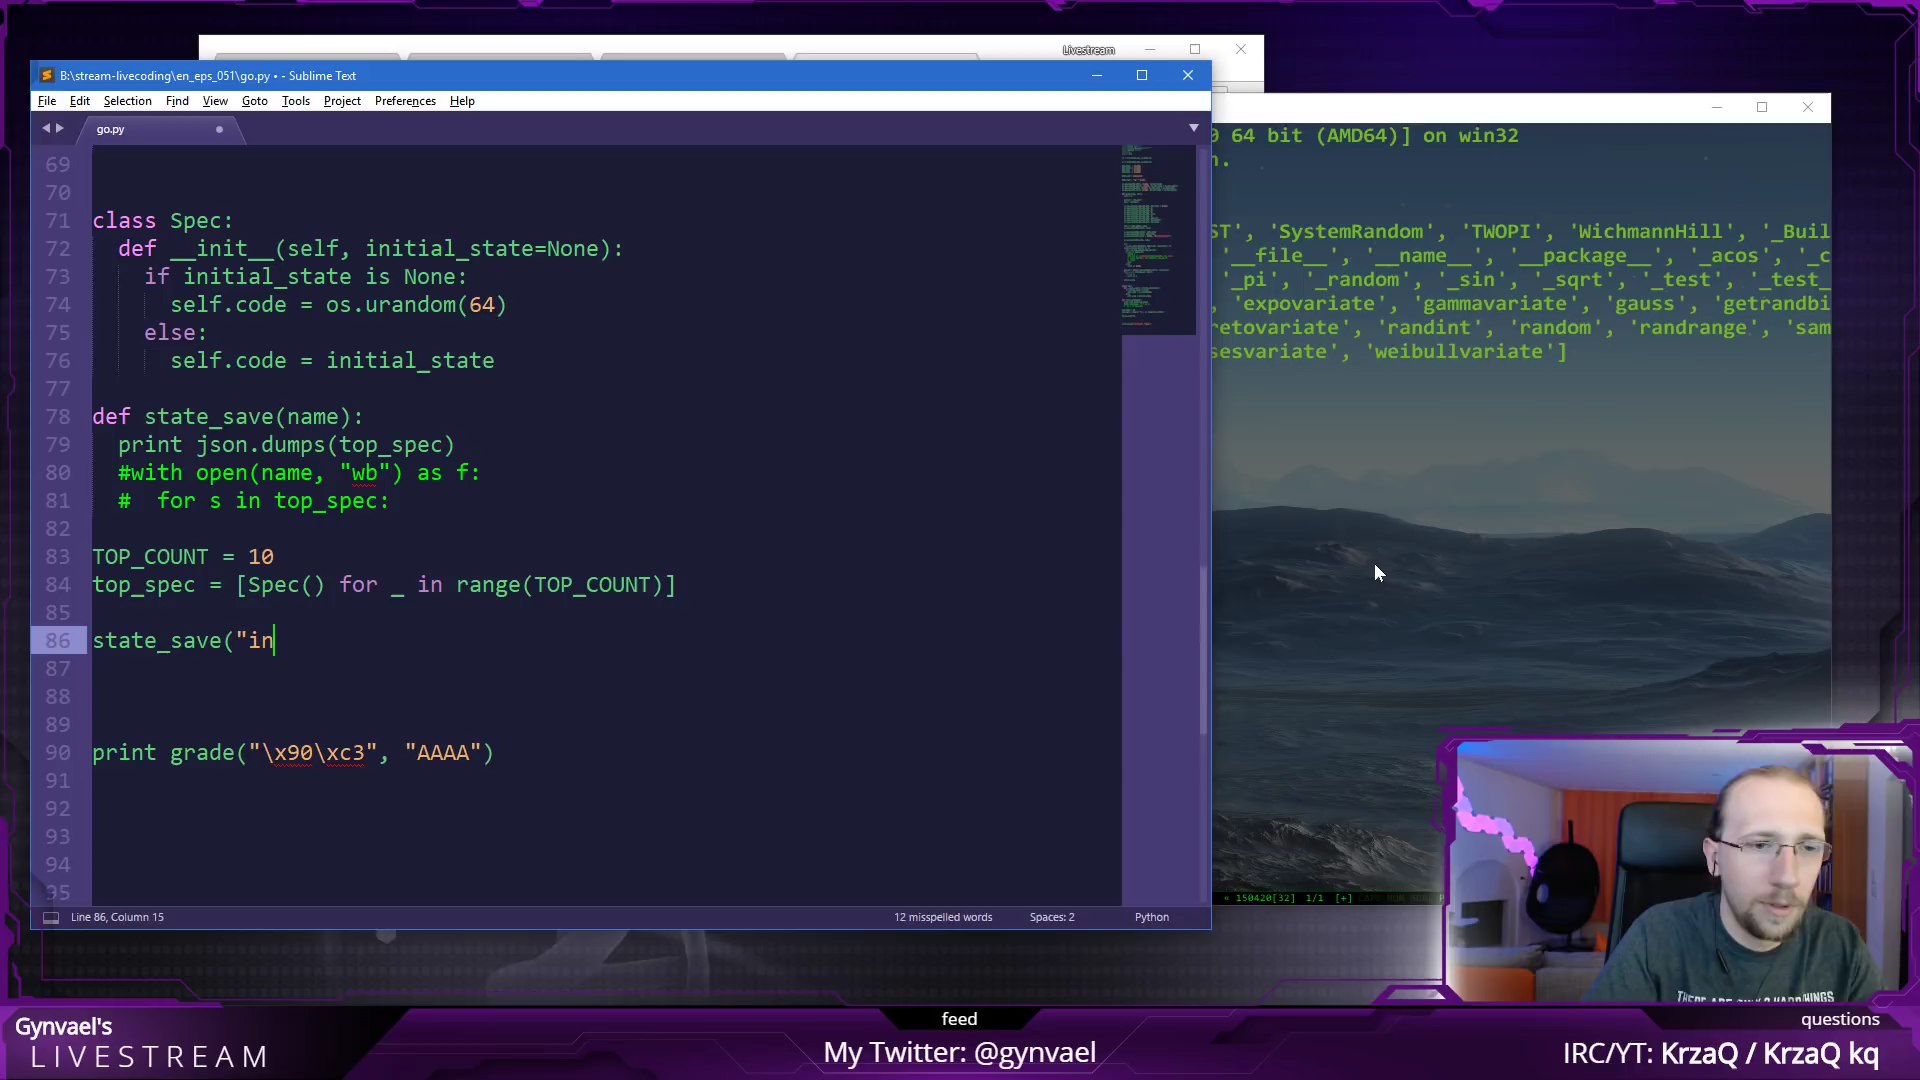 Livestream
B:\stream-livecoding\en_eps_051\go.py • - Sublime Text
File Edit Selection Find View Goto Tools Project Preferences Help
go.py
69
70
71 class Spec:
72 def __init__(self, initial_state=None):
73 if initial_state is None:
74 self.code = os.urandom(64)
75 else:
76 self.code = initial_state
77
78 def state_save(name):
79 print json.dumps(top_spec)
80 #with open(name, "wb") as f:
81 # for s in top_spec:
82
83 TOP_COUNT = 10
84 top_spec = [Spec() for _ in range(TOP_COUNT)]
85
86 state_save("in
87
88
89
90 print grade("\x90\xc3", "AAAA")
91
92
93
94
95
Line 86, Column 15
12 misspelled words
Spaces: 2
Python
64 bit (AMD64)] on win32
n.
ST', 'SystemRandom', 'TWOPI', 'WichmannHill', '_Buil
'__file__', '__name__', '__package__', '_acos', '_c
'_pi', '_random', '_sin', '_sqrt', '_test', '_test_
'expovariate', 'gammavariate', 'gauss', 'getrandbi
retovariate', 'randint', 'random', 'randrange', 'sam
sesvariate', 'weibullvariate']
« 150420[32] 1/1 [+]
Gynvael's
LIVESTREAM
feed
My Twitter: @gynvael
questions
IRC/YT: KrzaQ / KrzaQ kq